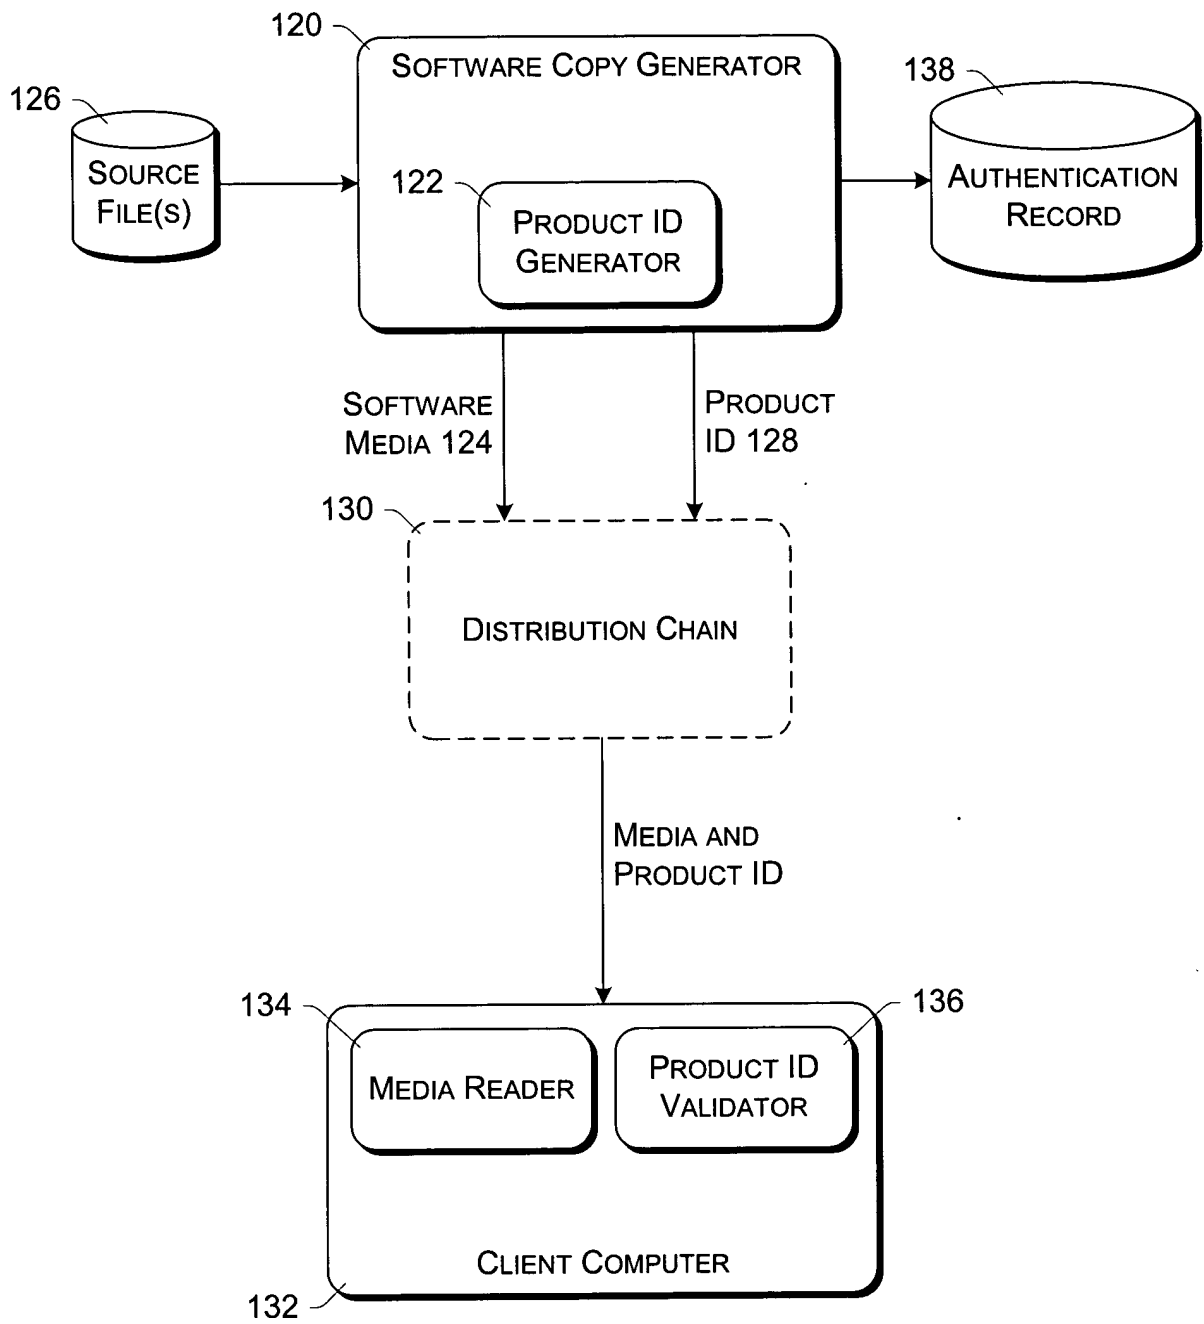 120
SOFTWARE COPY GENERATOR
138
126
SOURCE
FILE(S)
122
PRODUCT ID
GENERATOR
AUTHENTICATION
RECORD
SOFTWARE
MEDIA 124
PRODUCT
ID 128
130
DISTRIBUTION CHAIN
MEDIA AND
PRODUCT ID
134
136
MEDIA READER
PRODUCT ID
VALIDATOR
CLIENT COMPUTER
132